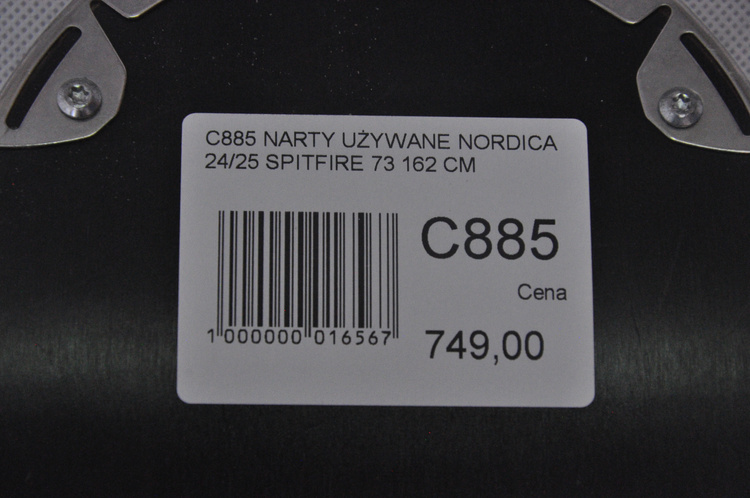 C885 NARTY UŻYWANE NORDICA
24/25 SPITFIRE 73 162 CM
C885
Cena
1 000000 016567
749,00